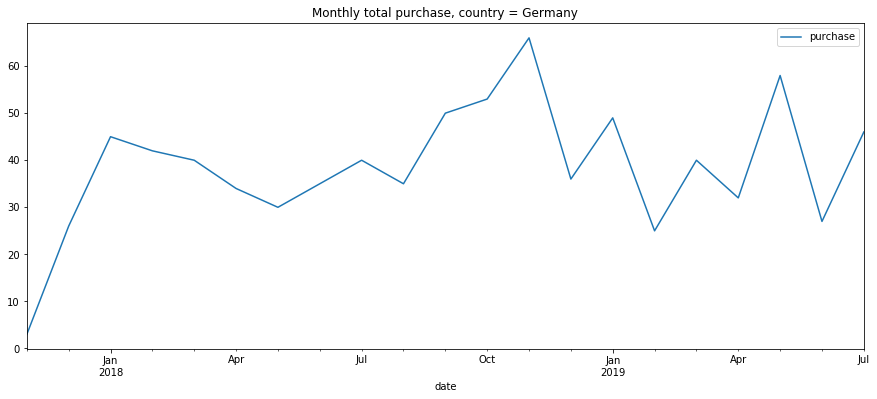 Monthly total purchase, country = Germany
purchase
60
50
40
30
20
10
0
Jan Apr Jul Oct Jan Apr Jul
2018 2019
date